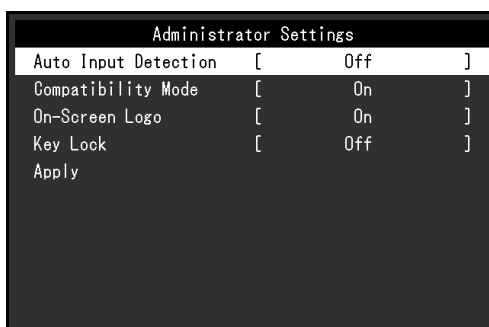 Administrator Settings
Auto Input Detection [ Off ]
Compatibility Mode [ On ]
On-Screen Logo [ On ]
Key Lock [ Off ]
Apply